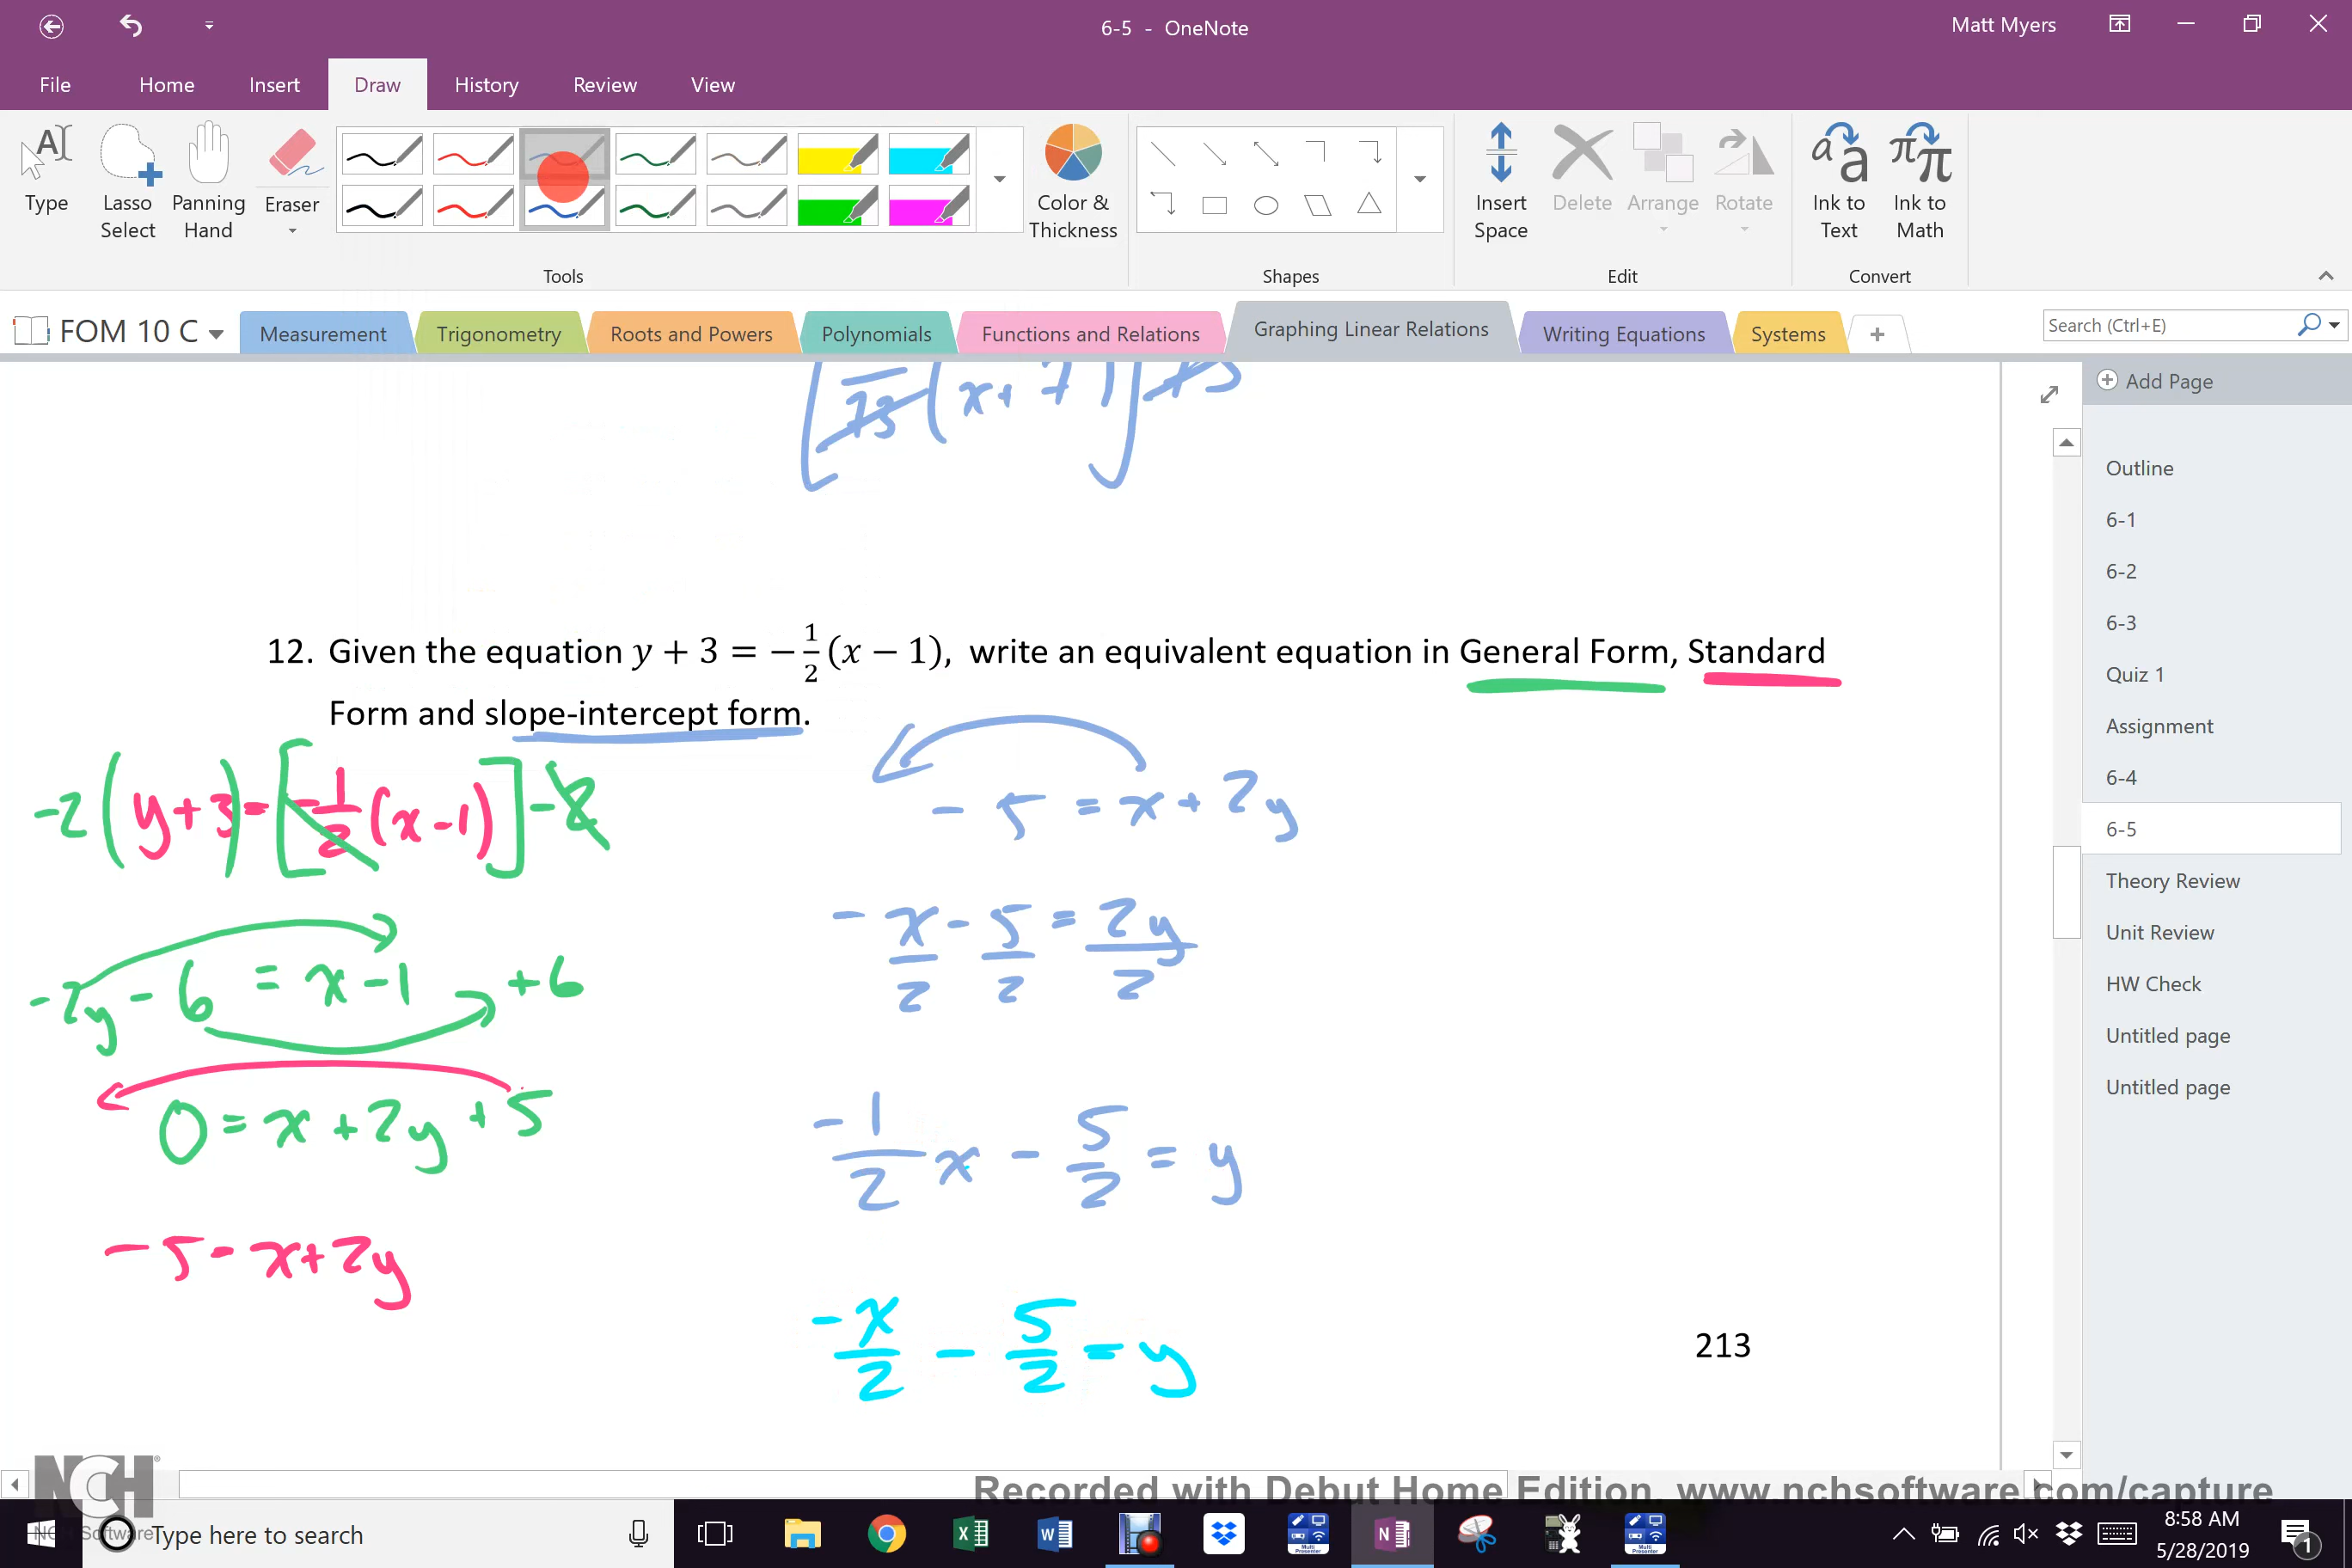 6-5 - OneNote
Matt Myers
File Home Insert Draw History Review View
Type
Lasso Select
Panning Hand
Eraser
Color & Thickness
Insert Space
Delete
Arrange
Rotate
Ink to Text
Ink to Math
Tools
Shapes
Edit
Convert
FOM 10 C
Measurement
Trigonometry
Roots and Powers
Polynomials
Functions and Relations
Graphing Linear Relations
Writing Equations
Systems
Search (Ctrl+E)
Add Page
Outline
6-1
6-2
6-3
Quiz 1
Assignment
6-4
6-5
Theory Review
Unit Review
HW Check
Untitled page
Untitled page
12. Given the equation y + 3 = −1/2 (x − 1), write an equivalent equation in General Form, Standard
Form and slope-intercept form.
-2(y+3)=[-1/2(x-1)]-2
-2y-6 = x-1 +6
0=x+2y+5
-5-x+2y
-5=x+2y
-x/2-5/2=2y/2
-1/2x-5/2=y
-x/2-5/2=y
213
NCH
NCH Software
Recorded with Debut Home Edition. www.nchsoftware.com/capture
Type here to search
8:58 AM
5/28/2019
1